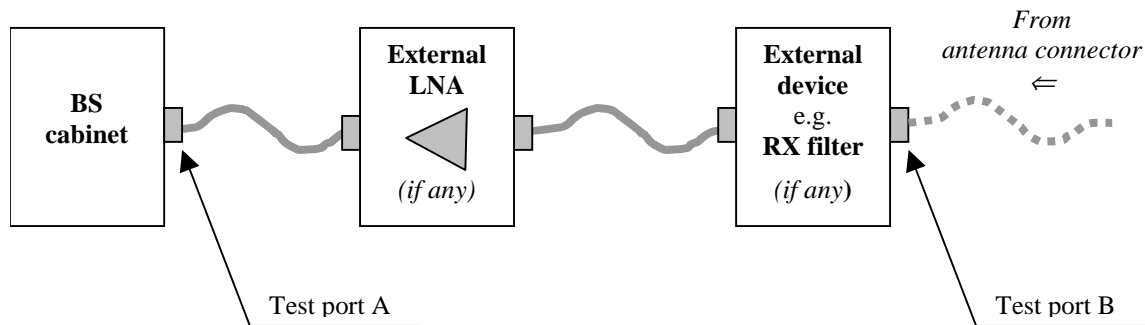 BS
cabinet
External
LNA
(if any)
External
device
e.g.
RX filter
(if any)
From
antenna connector
⇐
Test port A
Test port B